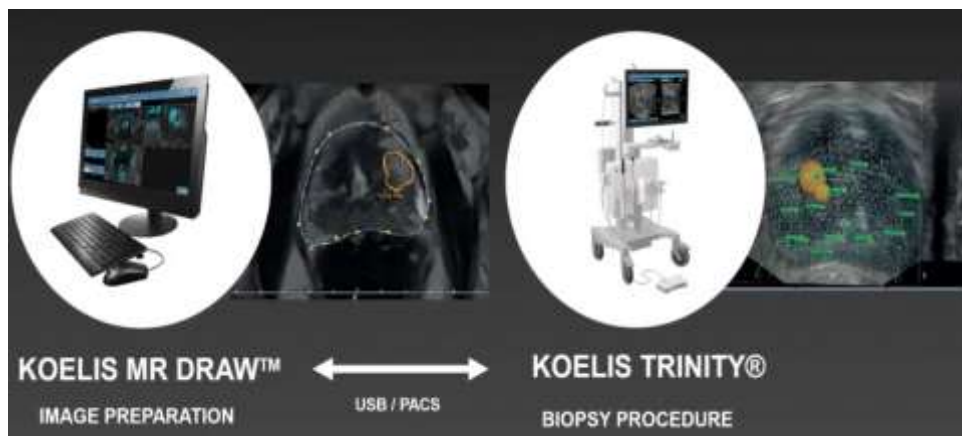 KOELIS MR DRAW™
IMAGE PREPARATION
USB / PACS
KOELIS TRINITY®
BIOPSY PROCEDURE